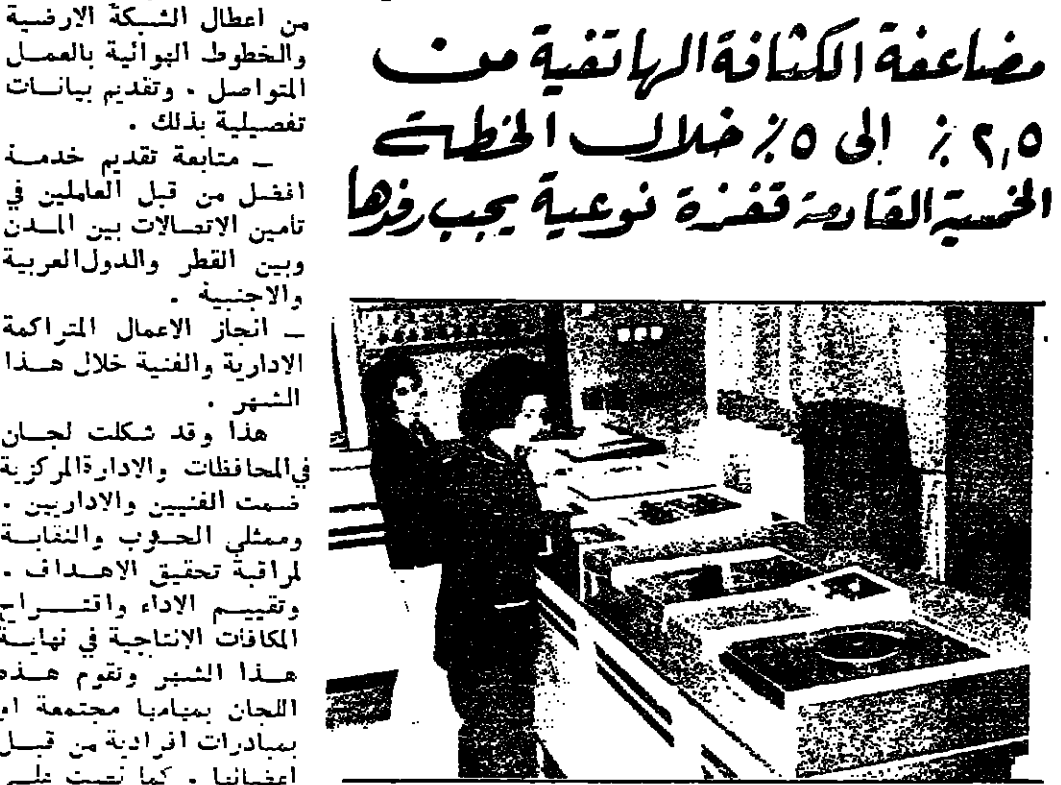 مضاعفة الكثافة الهاتفية من
٢,٥ ٪ الى ٥ ٪ خلال الخطة
الخمسية القادمة قفزة نوعية يجب رفدها
من اعطال الشبكة الارضية
والخطوط الهوائية بالعمل
المتواصل . وتقديم بيانات
تفصيلية بذلك .
ــ متابعة تقديم خدمة
افضل من قبل العاملين في
تأمين الاتصالات بين المدن
وبين القطر والدول العربية
والاجنبية .
ــ انجاز الاعمال المتراكمة
الادارية والفنية خلال هذا
الشهر .
هذا وقد شكلت لجان
في المحافظات والادارة المركزية
ضمت الفنيين والاداريين .
وممثلي الحزب والنقابة
لمراقبة تحقيق الاهداف .
وتقييم الاداء واقتراح
المكافات الانتاجية في نهاية
هذا الشهر وتقوم هذه
اللجان بمهامها مجتمعة او
بمبادرات افرادية من قبل
اعضائها . كما